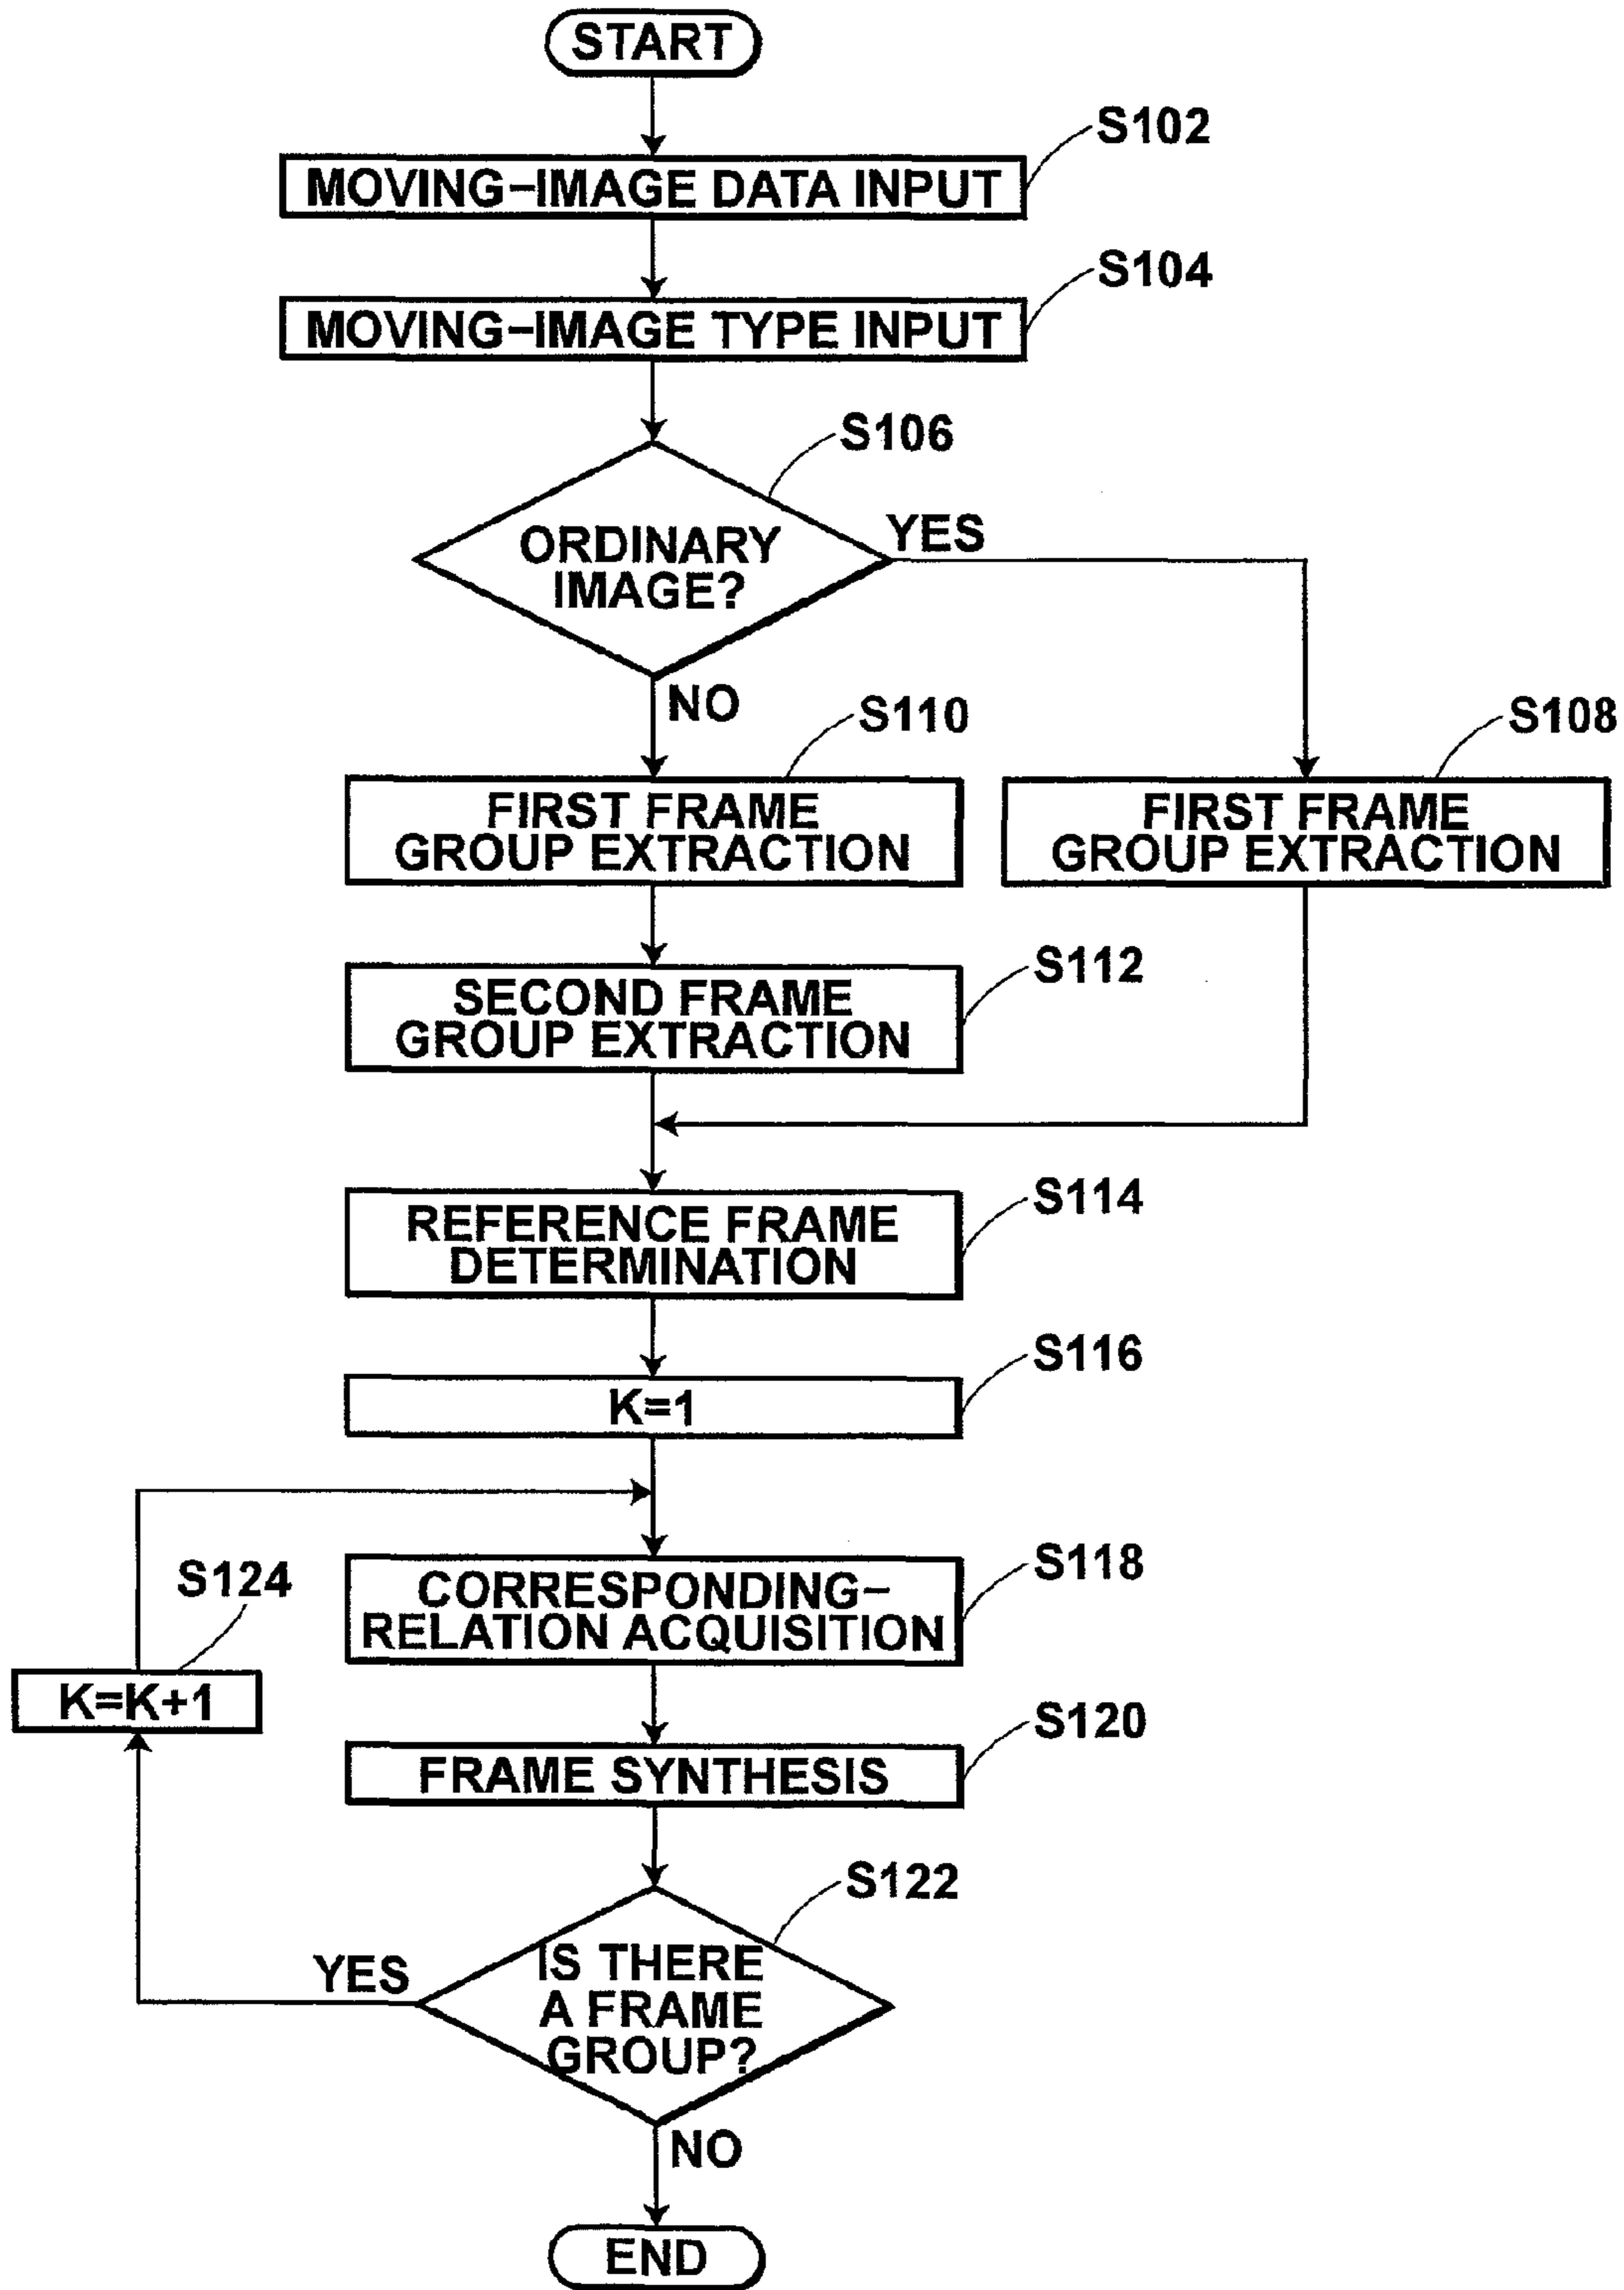 START
S102
MOVING–IMAGE DATA INPUT
S104
MOVING–IMAGE TYPE INPUT
S106
ORDINARY
IMAGE?
YES
NO
S110
FIRST FRAME
GROUP EXTRACTION
S108
FIRST FRAME
GROUP EXTRACTION
S112
SECOND FRAME
GROUP EXTRACTION
S114
REFERENCE FRAME
DETERMINATION
S116
K=1
S118
CORRESPONDING–
RELATION ACQUISITION
S124
K=K+1
S120
FRAME SYNTHESIS
S122
IS THERE
A FRAME
GROUP?
YES
NO
END